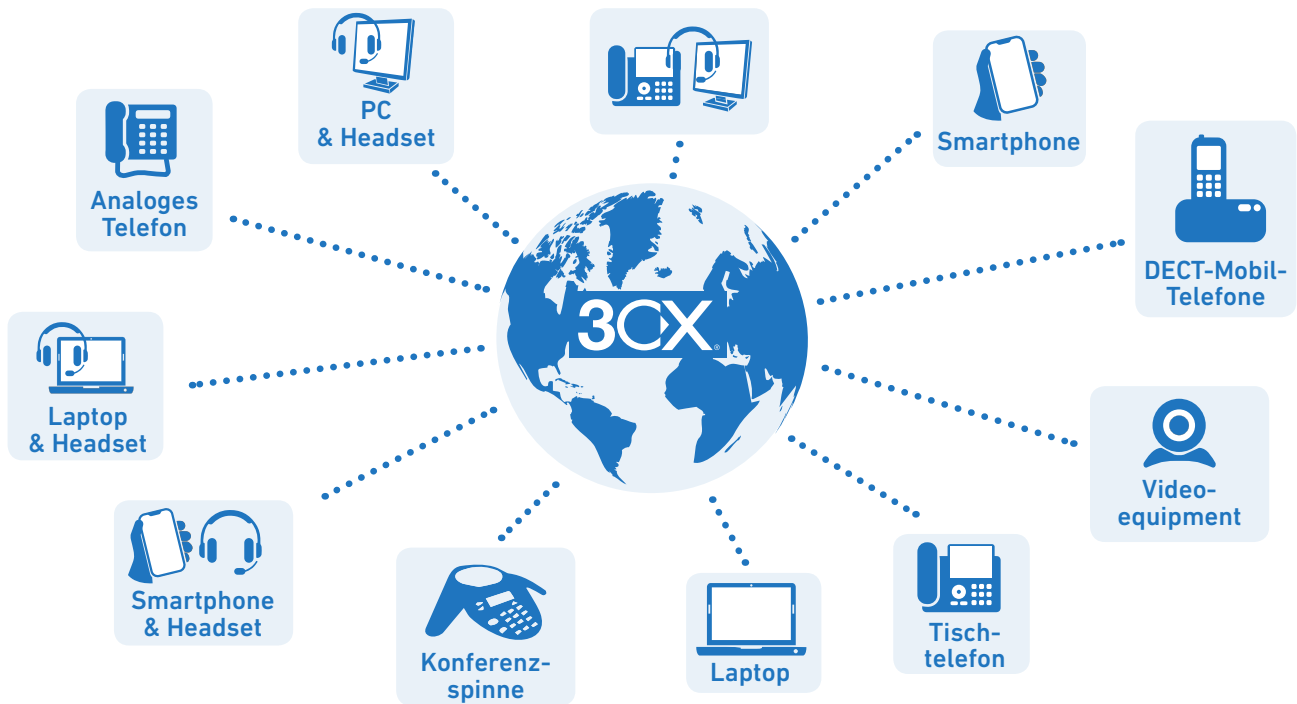 PC
& Headset
Smartphone
Analoges
Telefon
DECT-Mobil-
Telefone
3CX®
Laptop
& Headset
Video-
equipment
Smartphone
& Headset
Konferenz-
spinne
Laptop
Tisch-
telefon